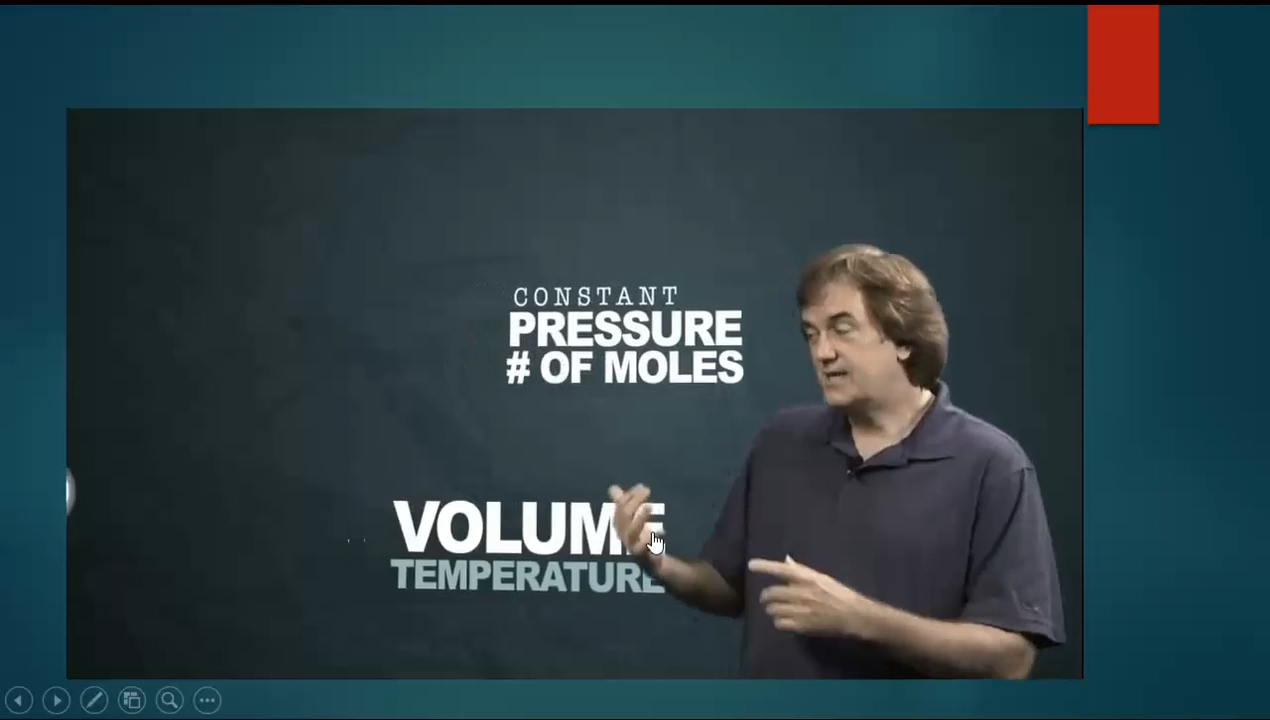 CONSTANT
PRESSURE
# OF MOLES
VOLUME
TEMPERATURE